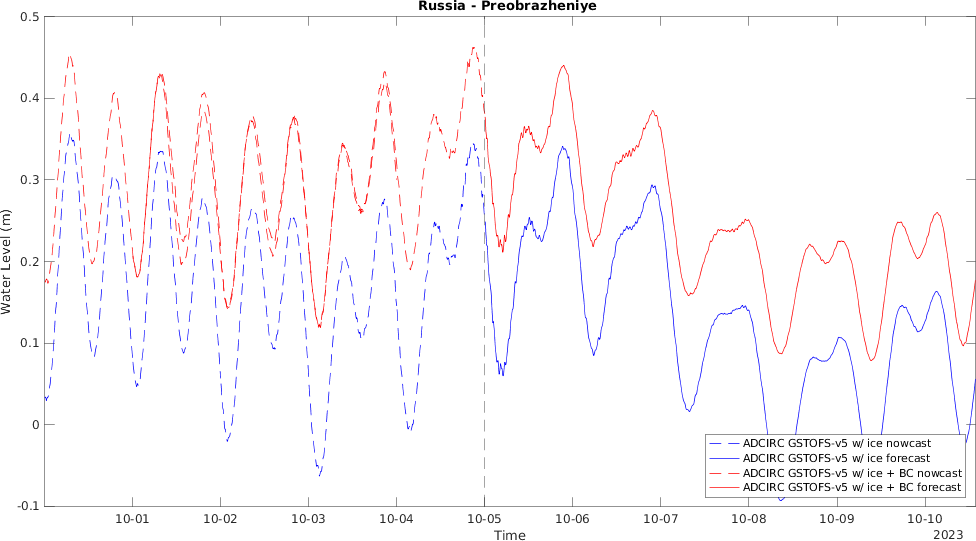 Russia - Preobrazheniye
0.5
0.4
0.3
0.2
0.1
0
-0.1
Water Level (m)
10-01 10-02 10-03 10-04 10-05 10-06 10-07 10-08 10-09 10-10
Time
2023
ADCIRC GSTOFS-v5 w/ ice nowcast
ADCIRC GSTOFS-v5 w/ ice forecast
ADCIRC GSTOFS-v5 w/ ice + BC nowcast
ADCIRC GSTOFS-v5 w/ ice + BC forecast